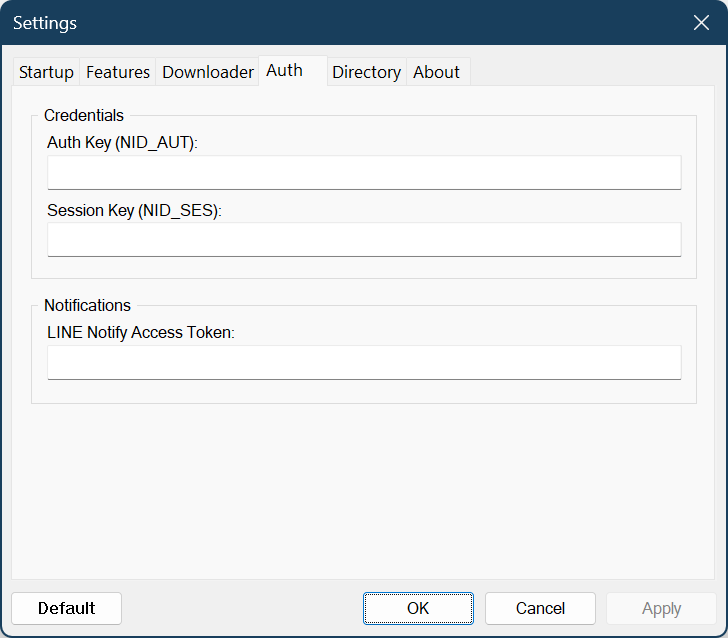 Settings
Startup Features Downloader Auth Directory About
Credentials
Auth Key (NID_AUT):
Session Key (NID_SES):
Notifications
LINE Notify Access Token:
Default OK Cancel Apply